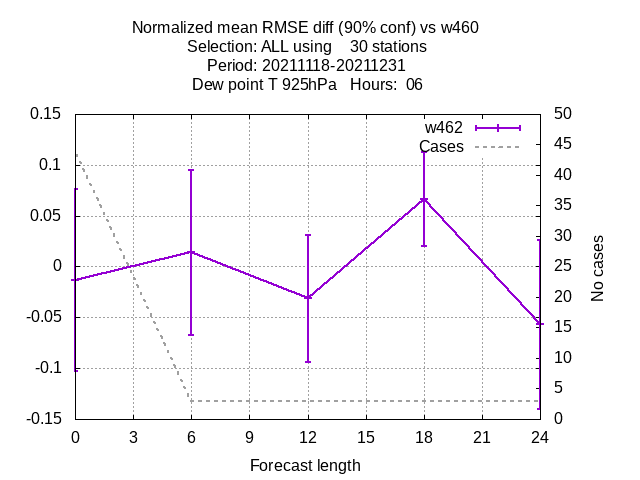 Normalized mean RMSE diff (90% conf) vs w460
Selection: ALL using    30 stations
Period: 20211118-20211231
Dew point T 925hPa   Hours:  06
w462
Cases
0.15
0.1
0.05
0
-0.05
-0.1
-0.15
50
45
40
35
30
25
20
15
10
5
0
No cases
0 3 6 9 12 15 18 21 24
Forecast length